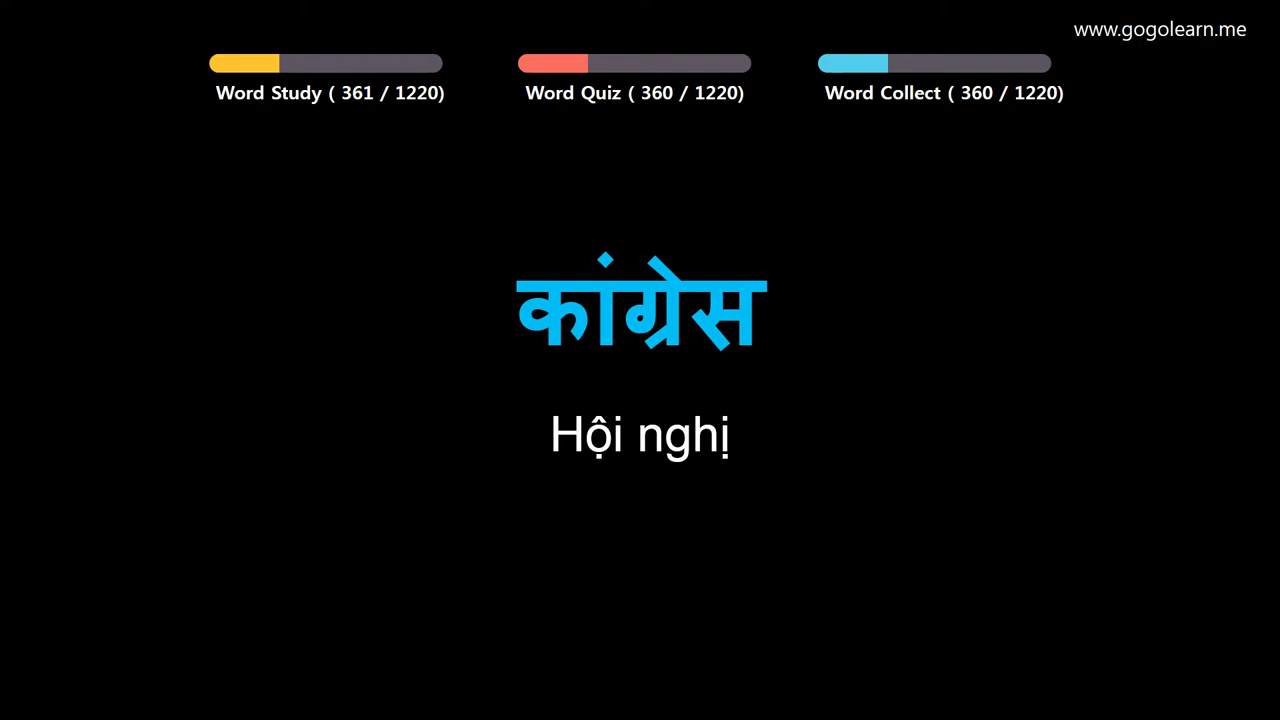 www.gogolearn.me
Word Study ( 361 / 1220)
Word Quiz ( 360 / 1220)
Word Collect ( 360 / 1220)
कांग्रेस
Hội nghị